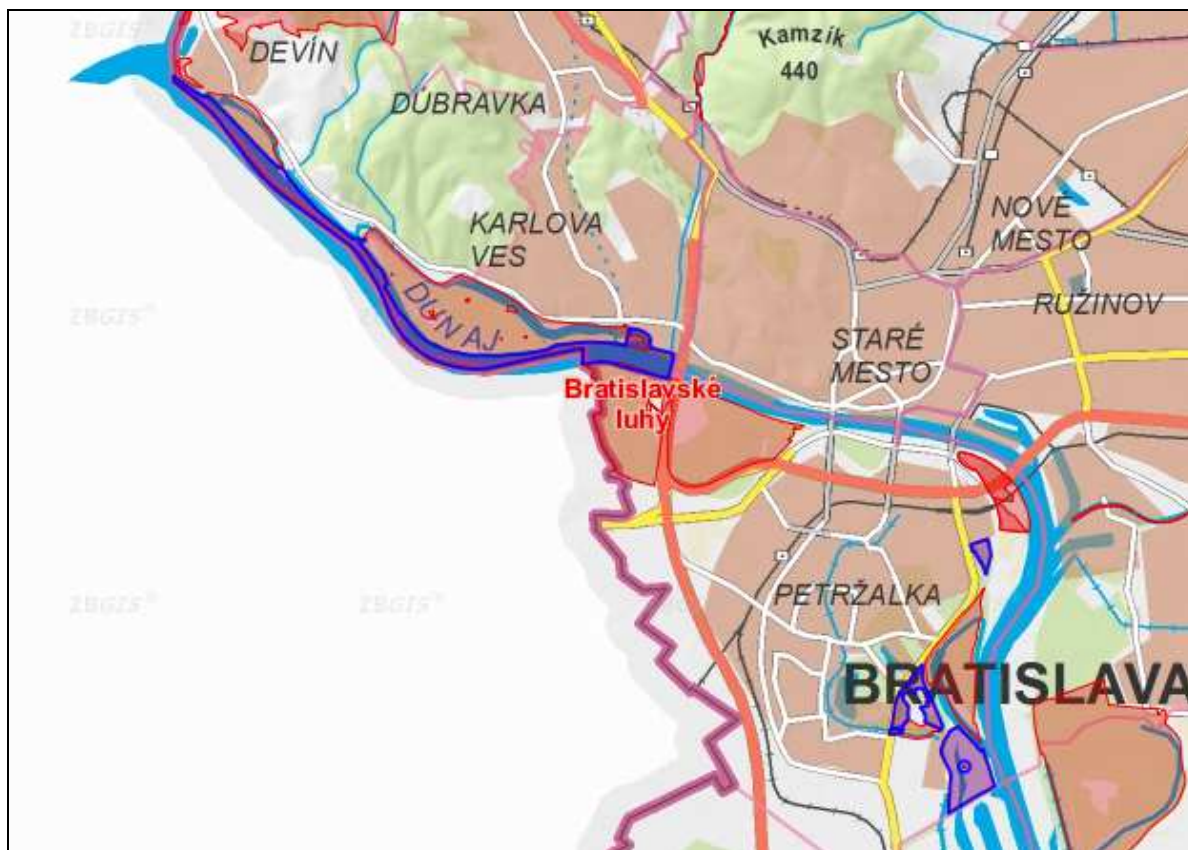 ZBGIS®
DEVÍN
Kamzík
440
DÚBRAVKA
KARLOVA
VES
NOVÉ
MESTO
RUŽINOV
ZBGIS®
DUNAJ
STARÉ
MESTO
Bratislavské
luhy
ZBGIS®
ZBGIS®
PETRŽALKA
BRATISLAVA